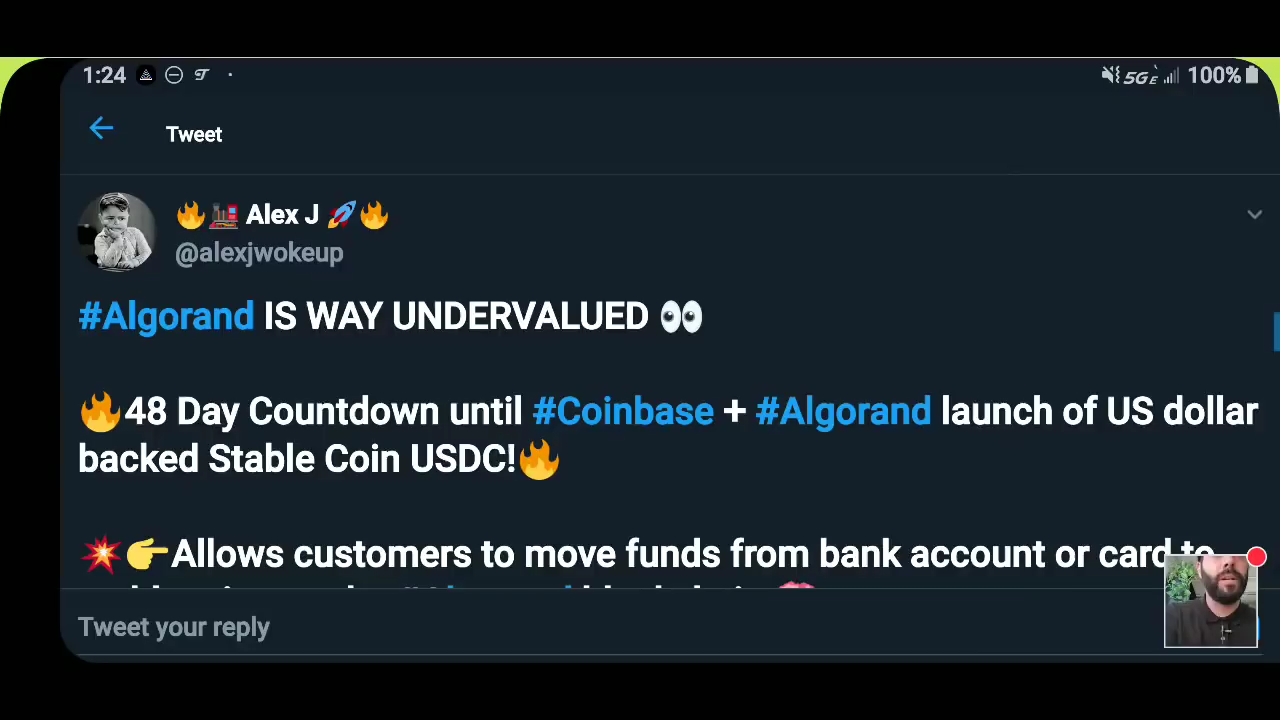 1:24
5G E 100%
Tweet
🔥🚂 Alex J 🚀🔥
@alexjwokeup
#Algorand IS WAY UNDERVALUED 👀
🔥48 Day Countdown until #Coinbase + #Algorand launch of US dollar
backed Stable Coin USDC!🔥
💥👉Allows customers to move funds from bank account or card to
Tweet your reply